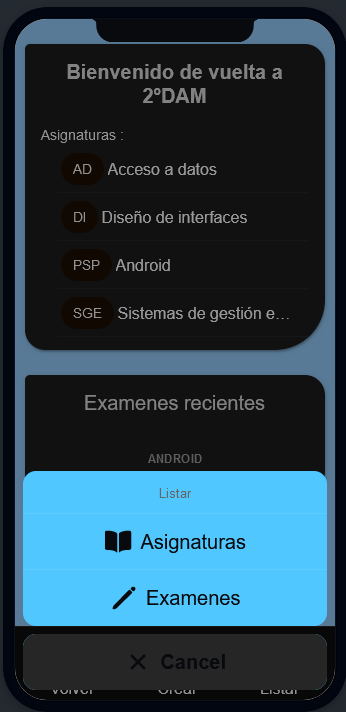 Bienvenido de vuelta a
2ºDAM
Asignaturas :
AD Acceso a datos
DI Diseño de interfaces
PSP Android
SGE Sistemas de gestión e...
Examenes recientes
ANDROID
Listar
Asignaturas
Examenes
Cancel
Volver Crear Listar